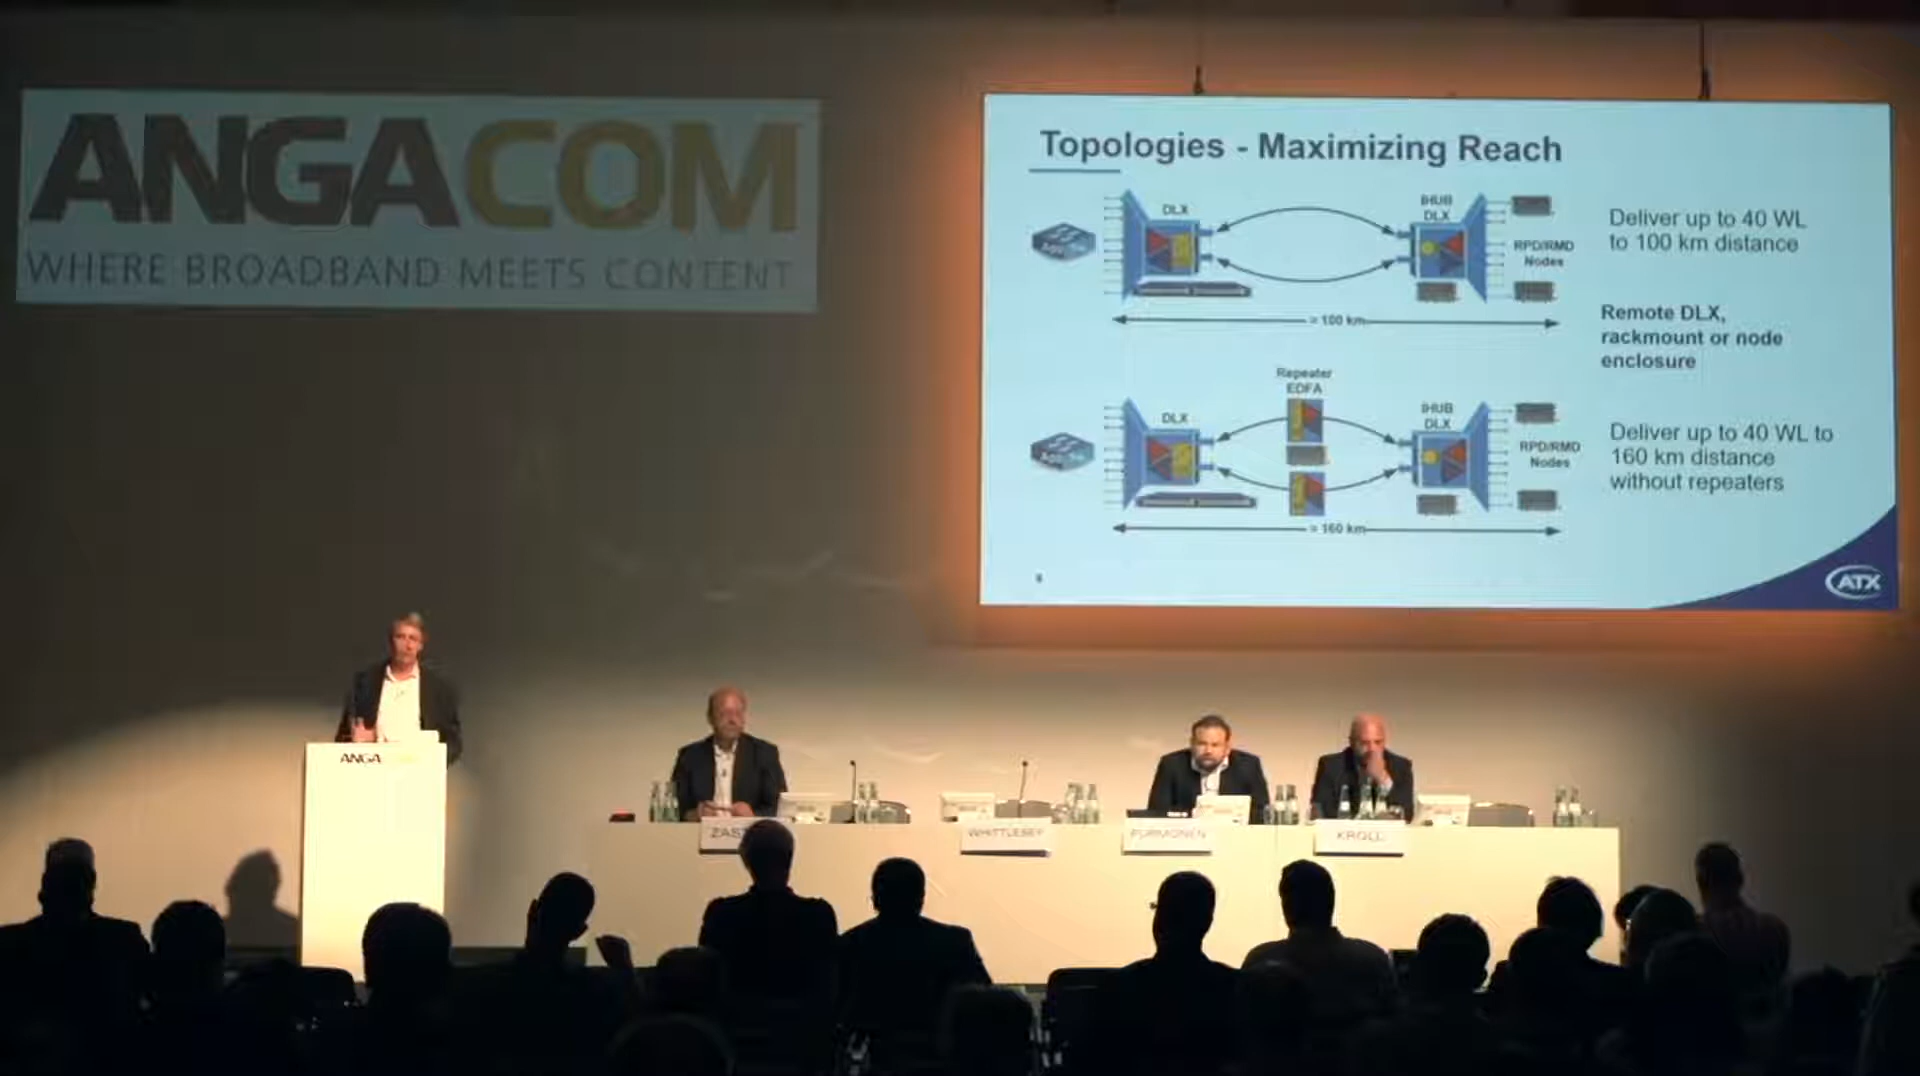 ANGACOM
WHERE BROADBAND MEETS CONTENT
Topologies - Maximizing Reach
DLX
IHUB
DLX
RPD/RMD
Nodes
Deliver up to 40 WL
to 100 km distance
≈ 100 km
Remote DLX,
rackmount or node
enclosure
Repeater
EDFA
DLX
IHUB
DLX
RPD/RMD
Nodes
Deliver up to 40 WL to
160 km distance
without repeaters
≈ 160 km
ATX
ANGACOM
WHITTLESEY
PURMONEN
KROLL